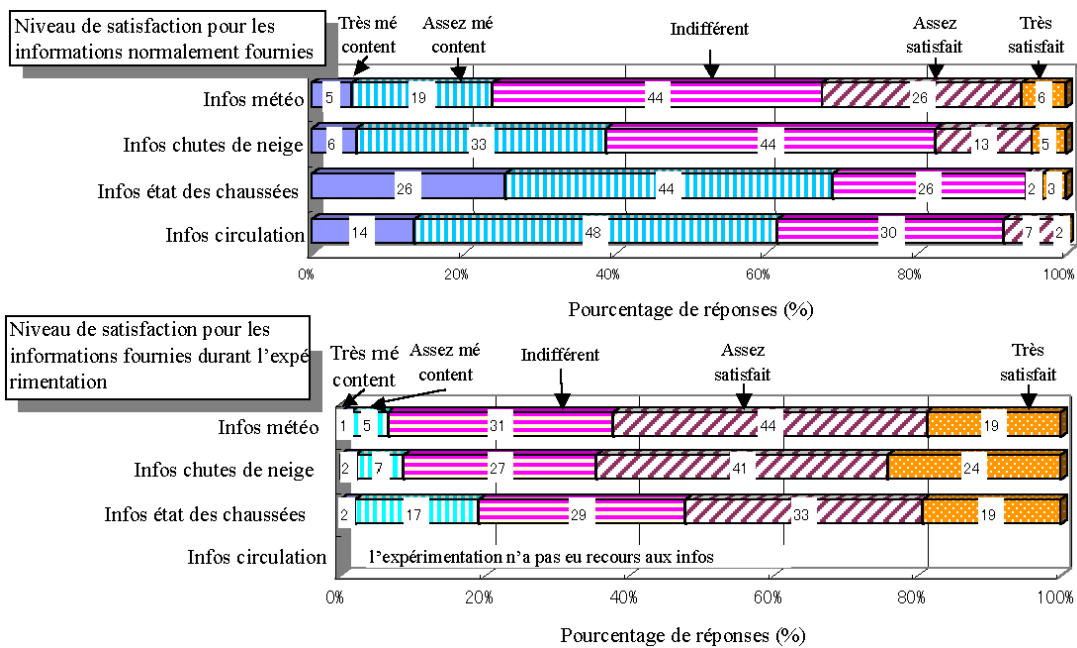 Niveau de satisfaction pour les
informations normalement fournies
Très mé
content
Assez mé
content
Indifférent
Assez
satisfait
Très
satisfait
Infos météo
5 19 44 26 6
Infos chutes de neige
6 33 44 13 5
Infos état des chaussées
26 44 26 2 3
Infos circulation
14 48 30 7 2
0% 20% 40% 60% 80% 100%
Pourcentage de réponses (%)
Niveau de satisfaction pour les
informations fournies durant l'expé
rimentation
Très mé
content
Assez mé
content
Indifférent
Assez
satisfait
Très
satisfait
Infos météo
1 5 31 44 19
Infos chutes de neige
2 7 27 41 24
Infos état des chaussées
2 17 29 33 19
Infos circulation
l'expérimentation n'a pas eu recours aux infos
0% 20% 40% 60% 80% 100%
Pourcentage de réponses (%)